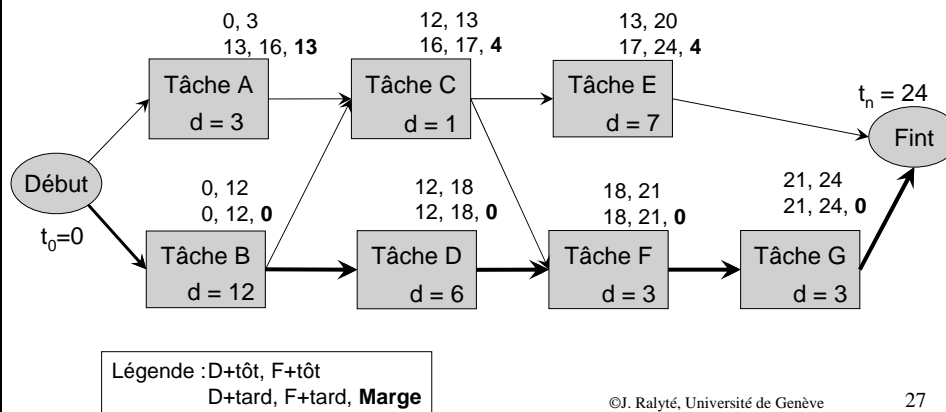 0, 3
13, 16, 13
Tâche A
d = 3
12, 13
16, 17, 4
Tâche C
d = 1
13, 20
17, 24, 4
Tâche E
d = 7
t_n = 24
Fint
Début
t_0=0
0, 12
0, 12, 0
Tâche B
d = 12
12, 18
12, 18, 0
Tâche D
d = 6
18, 21
18, 21, 0
Tâche F
d = 3
21, 24
21, 24, 0
Tâche G
d = 3
Légende : D+tôt, F+tôt
D+tard, F+tard, Marge
©J. Ralyté, Université de Genève
27